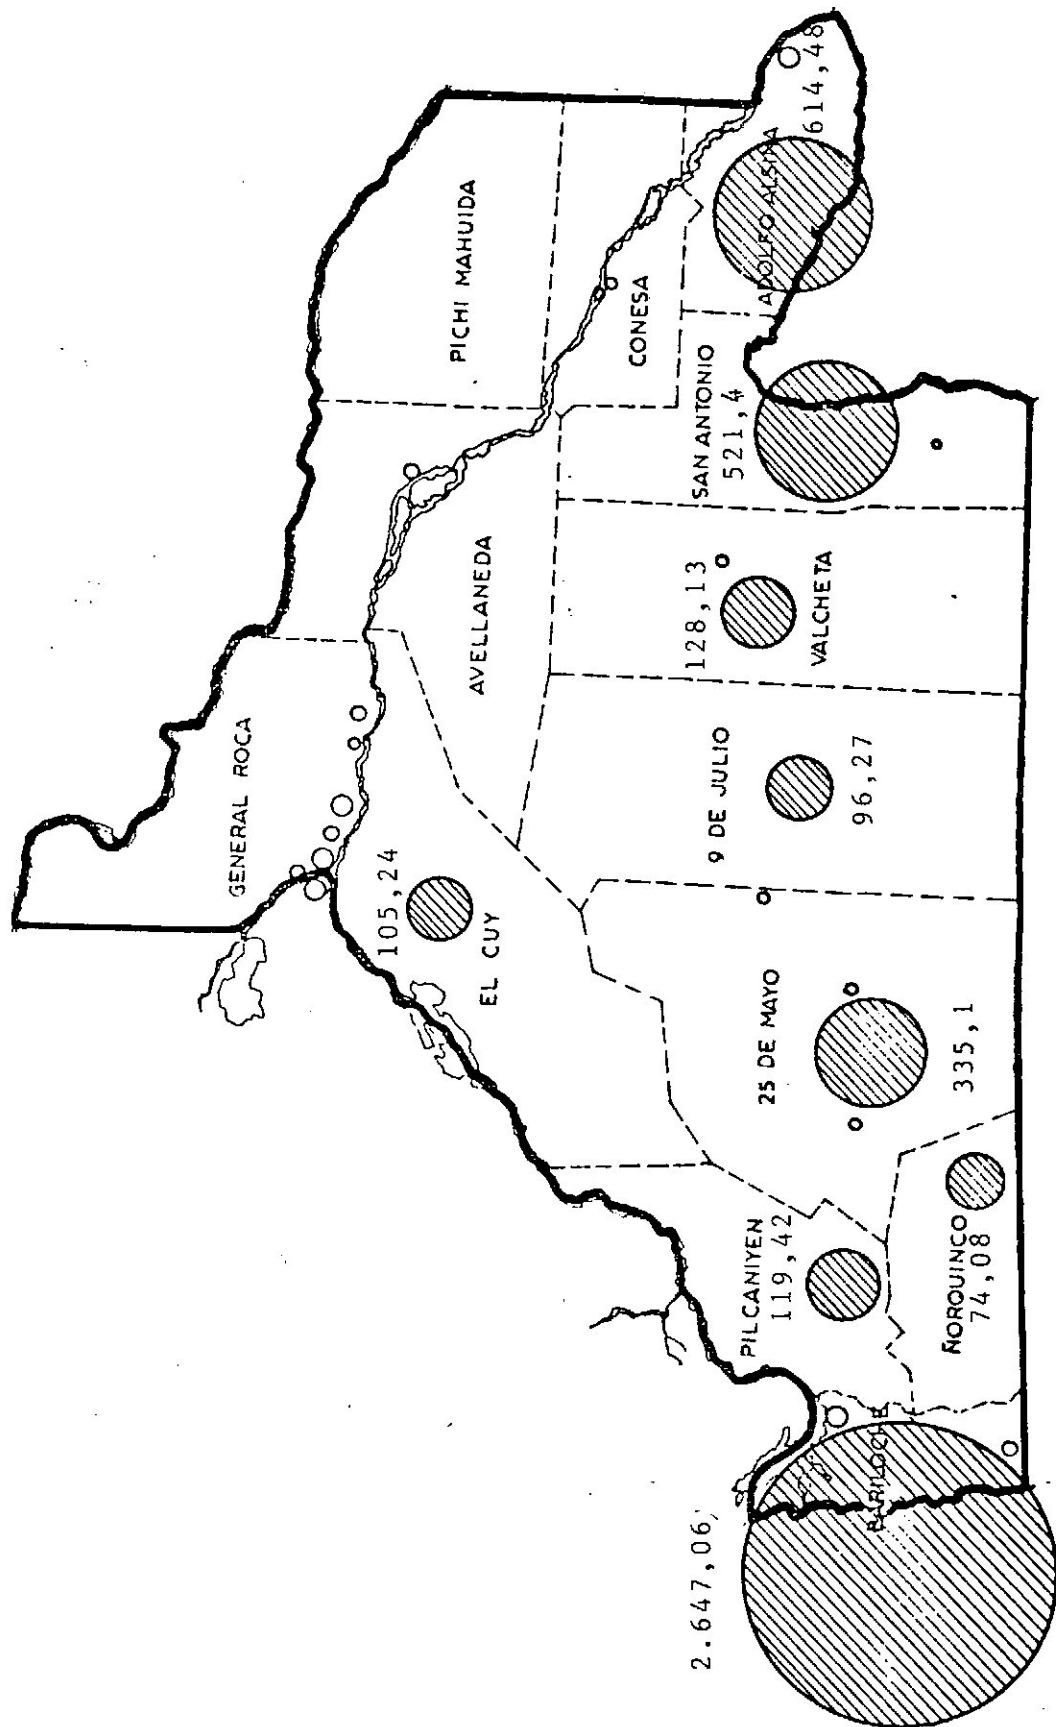 GENERAL ROCA
PICHI MAHUIDA
AVELLANEDA
CONESA
105,24
EL CUY
SAN ANTONIO
521,4
ADOLFO ALSINA
614,48
128,13
VALCHETA
9 DE JULIO
96,27
25 DE MAYO
335,1
PILCANIYEN
119,42
ÑORQUINCO
74,08
BARILOCHE
2.647,06